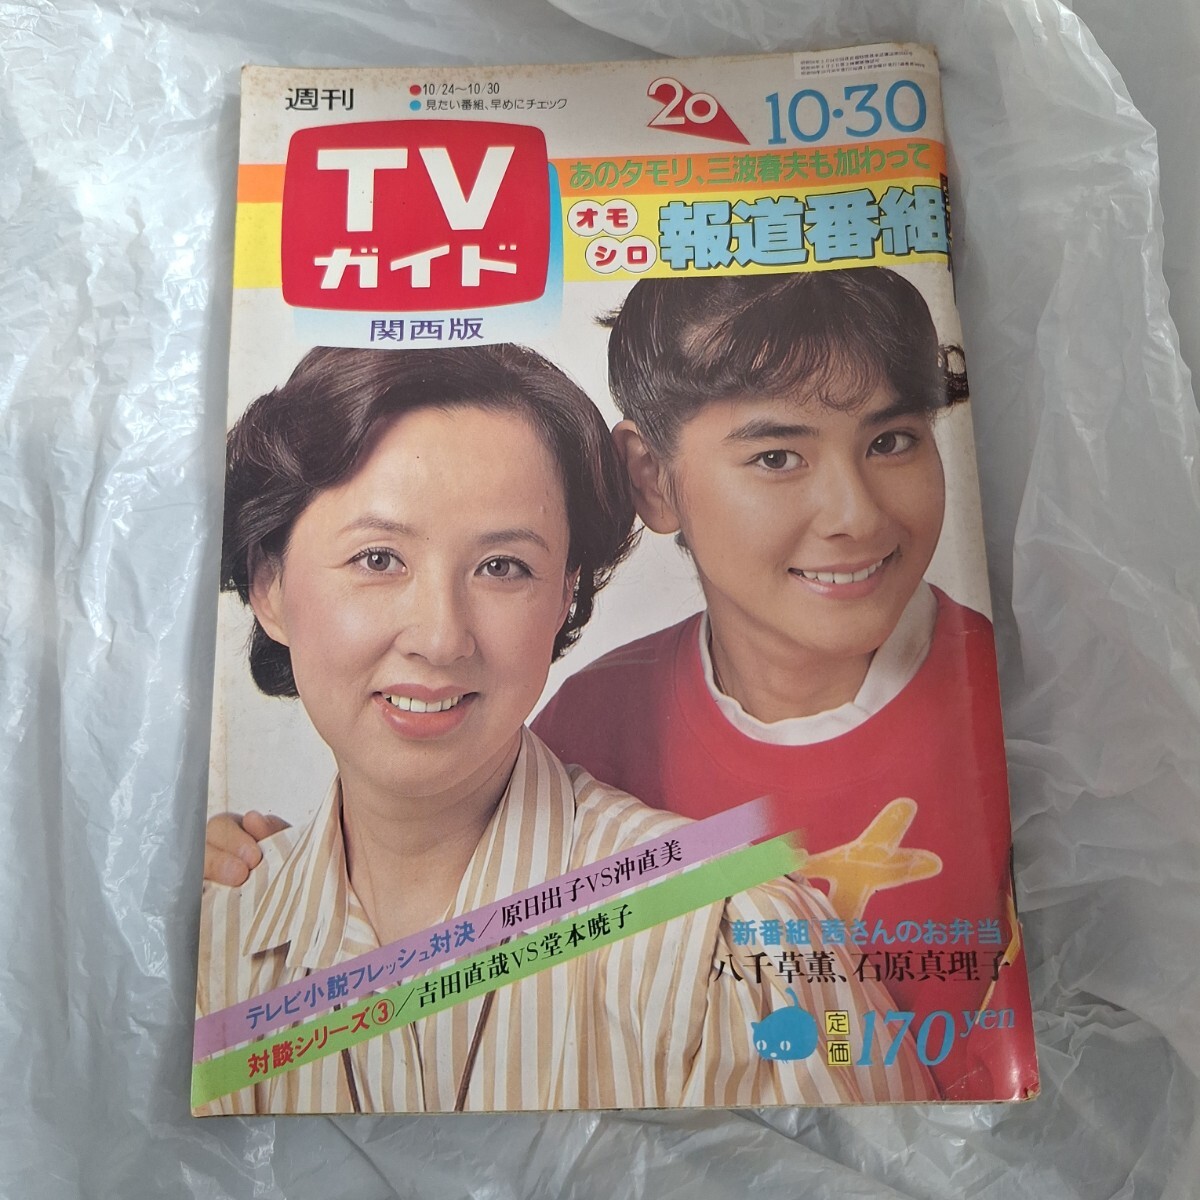 週刊
●10/24〜10/30
●見たい番組、早めにチェック
20
10・30
TV
ガイド
関西版
あのタモリ、三波春夫も加わって
オモ
シロ
報道番組
テレビ小説フレッシュ対決/原日出子VS沖直美
対談シリーズ③/吉田直哉VS堂本暁子
新番組 茜さんのお弁当
八千草薫、石原真理子
定価
170yen